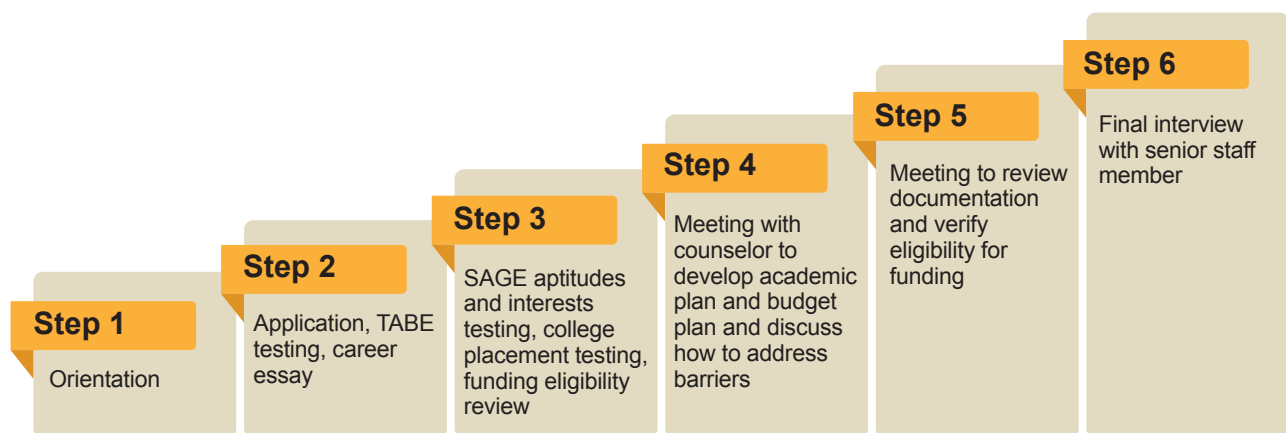 Step 1
Orientation
Step 2
Application, TABE
testing, career
essay
Step 3
SAGE aptitudes
and interests
testing, college
placement testing,
funding eligibility
review
Step 4
Meeting with
counselor to
develop academic
plan and budget
plan and discuss
how to address
barriers
Step 5
Meeting to review
documentation
and verify
eligibility for
funding
Step 6
Final interview
with senior staff
member